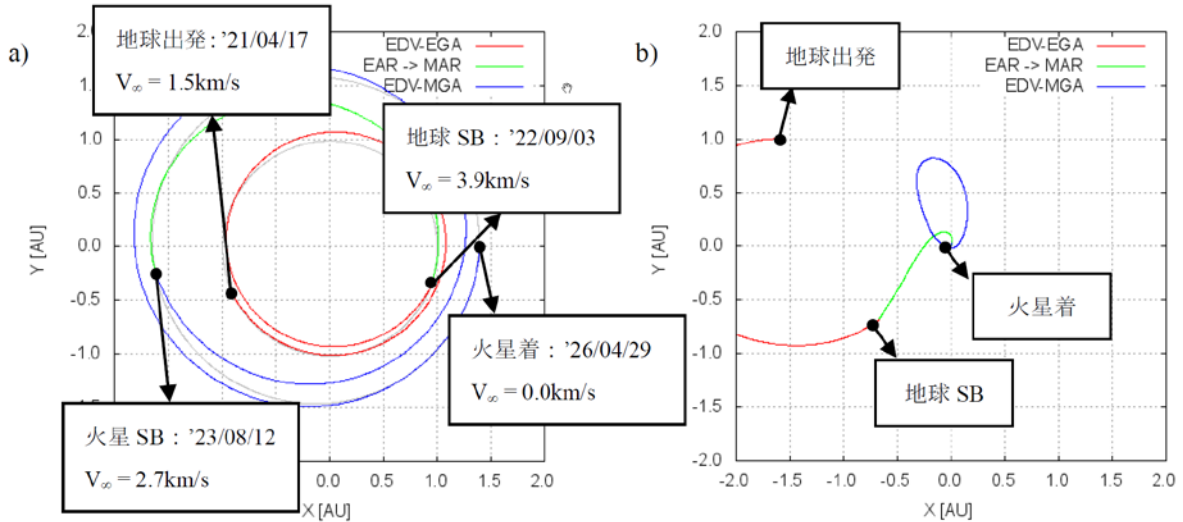 a)
地球出発：’21/04/17
V∞ = 1.5km/s
EDV-EGA
EAR -> MAR
EDV-MGA
地球 SB：’22/09/03
V∞ = 3.9km/s
火星着：’26/04/29
V∞ = 0.0km/s
火星 SB：’23/08/12
V∞ = 2.7km/s
2.0
1.0
0.5
0.0
-0.5
-1.0
Y [AU]
0.0
0.5
1.0
1.5
2.0
X [AU]
b)
地球出発
EDV-EGA
EAR -> MAR
EDV-MGA
火星着
地球 SB
2.0
1.5
1.0
0.5
0.0
-0.5
-1.0
-1.5
-2.0
Y [AU]
-2.0
-1.5
-1.0
-0.5
0.0
0.5
1.0
1.5
2.0
X [AU]